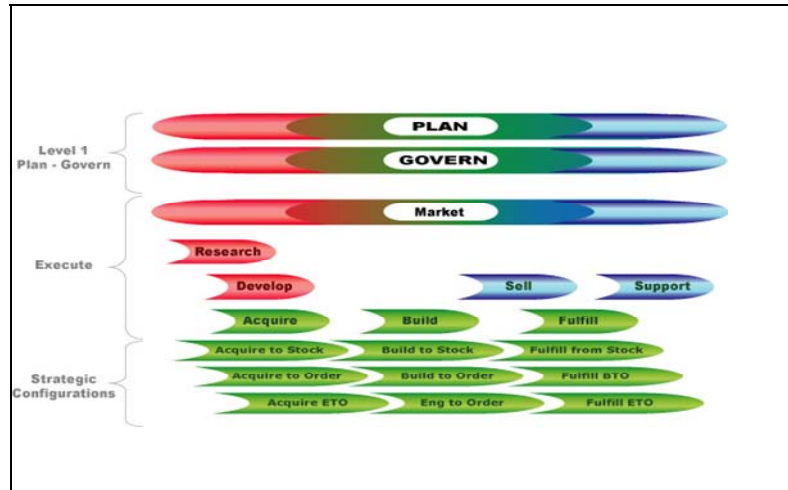 PLAN
Level 1
Plan - Govern
GOVERN
Market
Research
Execute
Develop
Sell
Support
Acquire
Build
Fulfill
Acquire to Stock
Build to Stock
Fulfill from Stock
Strategic
Configurations
Acquire to Order
Build to Order
Fulfill BTO
Acquire ETO
Eng to Order
Fulfill ETO